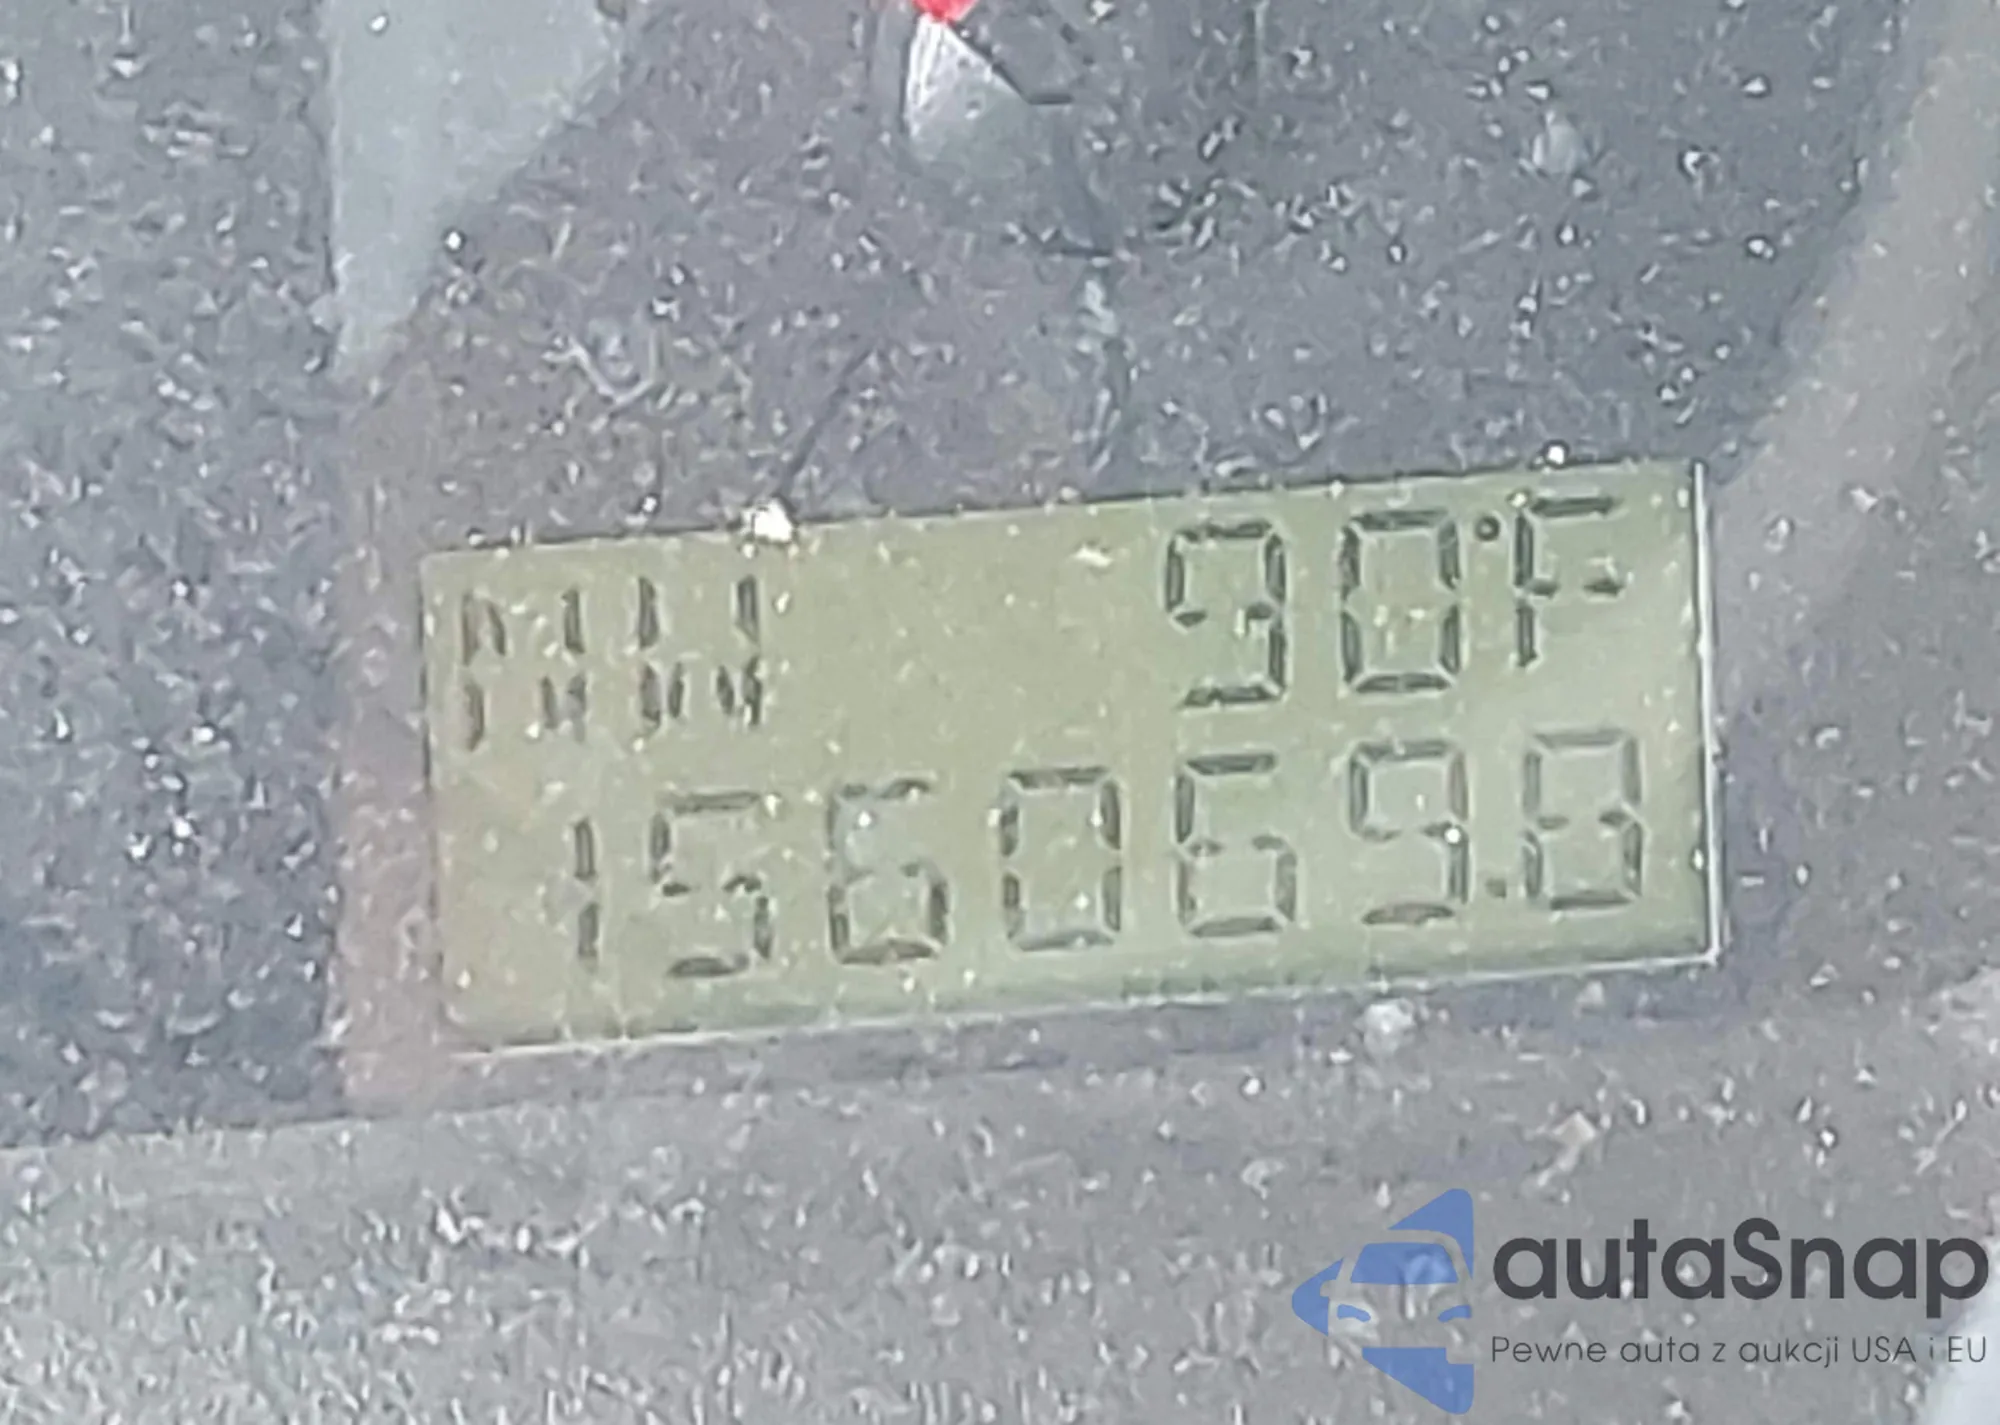 90°F
156069.8
autaSnap
Pewne auta z aukcji USA i EU